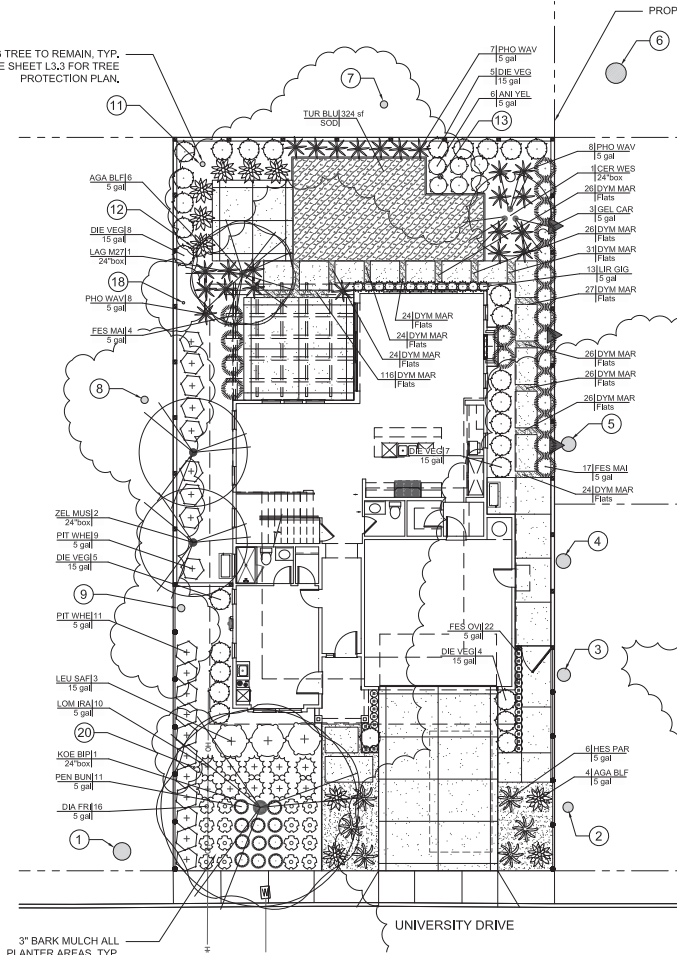 PROP
G TREE TO REMAIN, TYP.
E SHEET L3.3 FOR TREE
PROTECTION PLAN.
6
7
7 PHO WAV
5 gal
5 DIE VEG
15 gal
6 ANI YEL
5 gal
13
11
TUR BLU 324 sf
SOD
8 PHO WAV
5 gal
1 CER WES
24"box
26 DYM MAR
Flats
3 GEL CAR
5 gal
26 DYM MAR
Flats
31 DYM MAR
Flats
13 LIR GIG
5 gal
27 DYM MAR
Flats
26 DYM MAR
Flats
26 DYM MAR
Flats
26 DYM MAR
Flats
5
17 FES MAI
5 gal
24 DYM MAR
Flats
AGA BLF 6
5 gal
12
DIE VEG 8
15 gal
LAG M27 1
24"box
18
PHO WAV 8
5 gal
FES MAI 4
5 gal
8
24 DYM MAR
Flats
24 DYM MAR
Flats
24 DYM MAR
Flats
116 DYM MAR
Flats
DIE VEG 7
15 gal
ZEL MUS 2
24"box
PIT WHE 9
5 gal
DIE VEG 5
15 gal
9
PIT WHE 11
5 gal
4
FES OVI 22
5 gal
DIE VEG 4
15 gal
3
LEU SAF 3
15 gal
LOM IRA 10
5 gal
20
KOE BIP 1
24"box
PEN BUN 11
5 gal
DIA FRI 16
5 gal
1
OH
6 HES PAR
5 gal
4 AGA BLF
5 gal
2
W
UNIVERSITY DRIVE
3" BARK MULCH ALL
PLANTER AREAS, TYP.